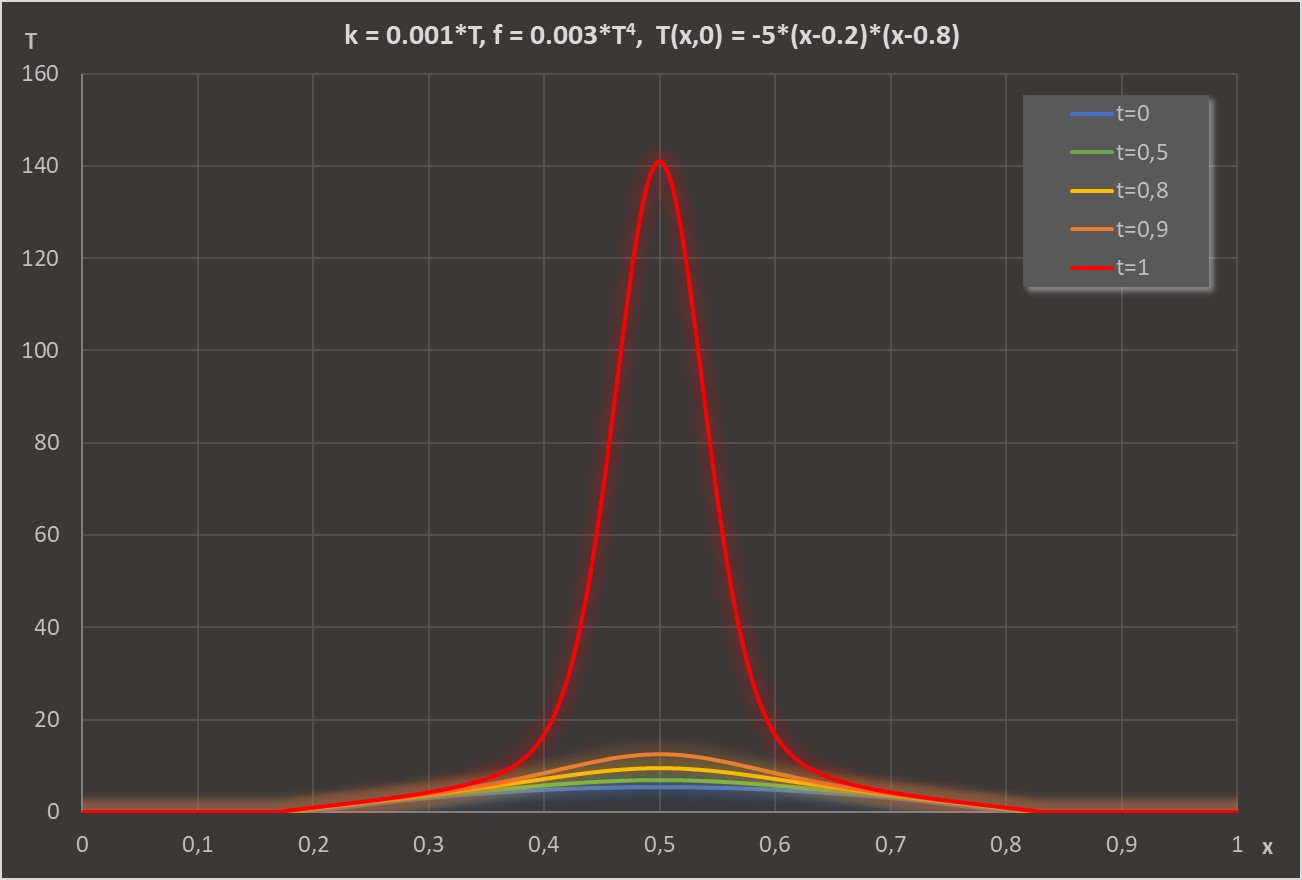 k = 0.001*T, f = 0.003*T⁴, T(x,0) = -5*(x-0.2)*(x-0.8)
T
160
140
120
100
80
60
40
20
0
t=0
t=0,5
t=0,8
t=0,9
t=1
0 0,1 0,2 0,3 0,4 0,5 0,6 0,7 0,8 0,9 1 x